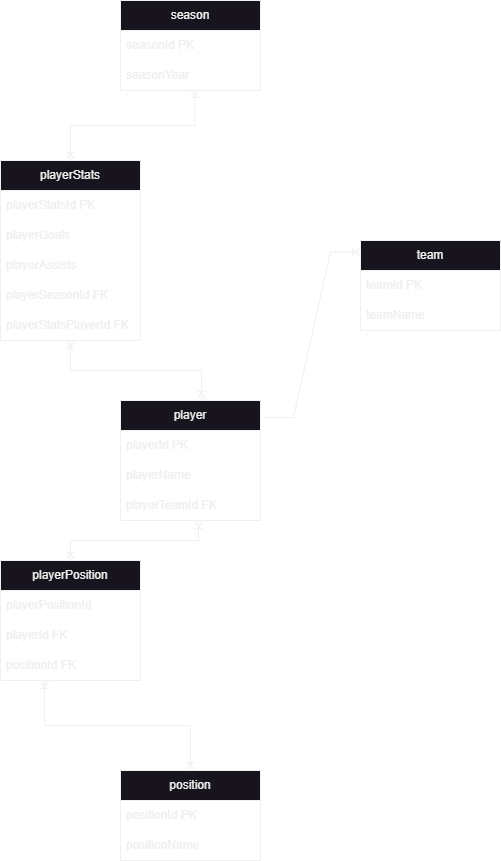 season
seasonId PK
seasonYear
playerStats
playerStatsId PK
playerGoals
playerAssists
playerSeasonId FK
playerStatsPlayerId FK
team
teamId PK
teamName
player
playerId PK
playerName
playerTeamId FK
playerPosition
playerPositionId
playerId FK
positionId FK
position
positionId PK
positionName